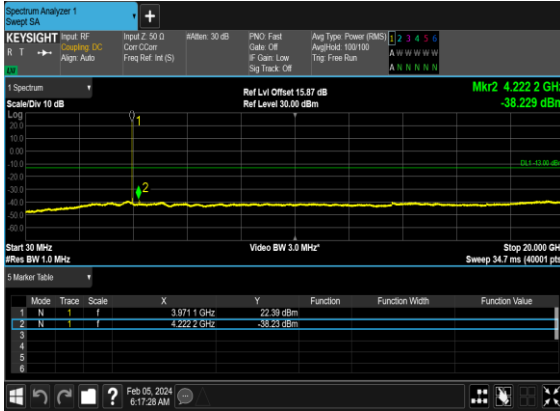 Spectrum Analyzer 1
Swept SA
+
KEYSIGHT Input: RF Input Z: 50 Ω #Atten: 30 dB PNO: Fast Avg Type: Power (RMS) 1 2 3 4 5 6
R T Coupling: DC Corr CCorr Gate: Off Avg|Hold: 100/100 A W W W W W
Align: Auto Freq Ref: Int (S) IF Gain: Low Trig: Free Run
Sig Track: Off A N N N N N
1 Spectrum Ref Lvl Offset 15.87 dB Mkr2 4.222 2 GHz
Scale/Div 10 dB Ref Level 30.00 dBm -38.229 dBm
Log
20.0
10.0
0.00
-10.0
-20.0
-30.0
-40.0
-50.0
-60.0
1
2
DL1 -13.00 dBm
Start 30 MHz Video BW 3.0 MHz* Stop 20.000 GH
#Res BW 1.0 MHz Sweep 34.7 ms (40001 pts
5 Marker Table
Mode Trace Scale X Y Function Function Width Function Value
1 N 1 f 3.971 1 GHz 22.39 dBm
2 N 1 f 4.222 2 GHz -38.23 dBm
3
4
5
6
? Feb 05, 2024
6:17:28 AM